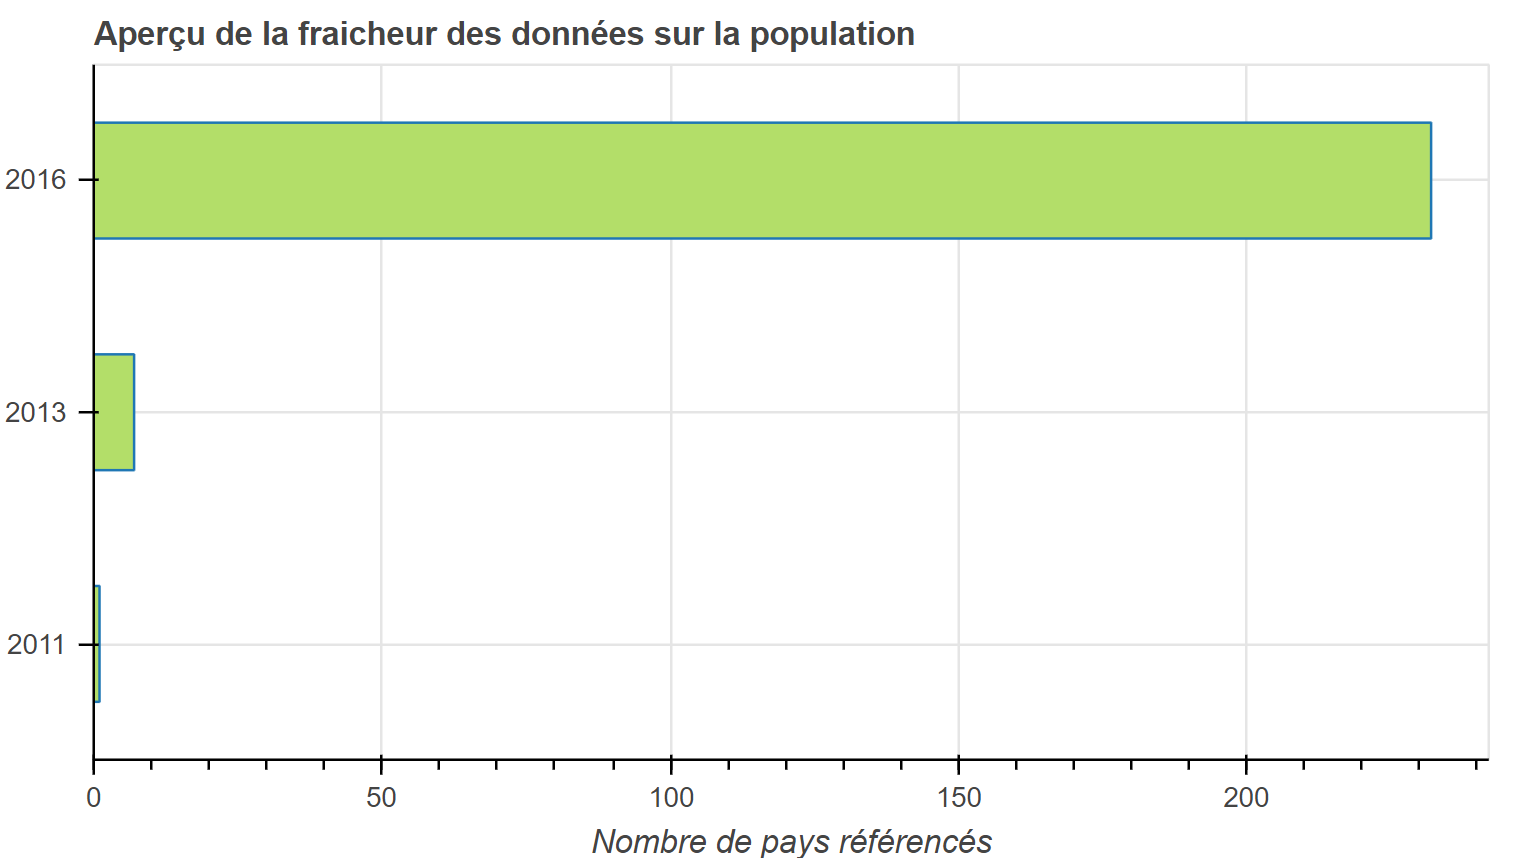 Aperçu de la fraicheur des données sur la population
2016
2013
2011
0 50 100 150 200
Nombre de pays référencés